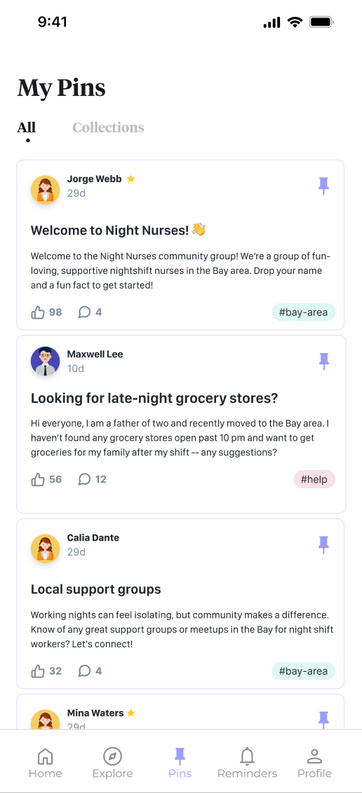 9:41
My Pins
All
Collections
Jorge Webb
29d
Welcome to Night Nurses! 👋
Welcome to the Night Nurses community group! We're a group of fun-
loving, supportive nightshift nurses in the Bay area. Drop your name
and a fun fact to get started!
98
4
#bay-area
Maxwell Lee
10d
Looking for late-night grocery stores?
Hi everyone, I am a father of two and recently moved to the Bay area. I
haven't found any grocery stores open past 10 pm and want to get
groceries for my family after my shift -- any suggestions?
56
12
#help
Calia Dante
29d
Local support groups
Working nights can feel isolating, but community makes a difference.
Know of any great support groups or meetups in the Bay for night shift
workers? Let's connect!
32
4
#bay-area
Mina Waters
29d
Home
Explore
Pins
Reminders
Profile